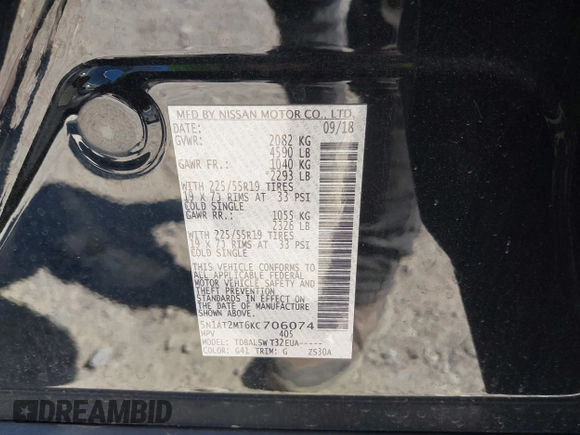 MFD BY NISSAN MOTOR CO., LTD.
DATE: 09/18
GVWR: 2082 KG
4590 LB
GAWR FR.: 1040 KG
2293 LB
WITH 225/55R19 TIRES
19 X 7J RIMS AT 33 PSI
COLD SINGLE
GAWR RR.: 1055 KG
2326 LB
WITH 225/55R19 TIRES
19 X 7J RIMS AT 33 PSI
COLD SINGLE
THIS VEHICLE CONFORMS TO
ALL APPLICABLE FEDERAL
MOTOR VEHICLE SAFETY AND
THEFT PREVENTION
STANDARDS IN EFFECT ON
THE DATE OF MANUFACTURE
SHOWN ABOVE.
5N1AT2MT6KC706074
MPV 405
MODEL: TDBALSWT32EUA-----
COLOR: G41 TRIM: G ZS30A
DREAMBID